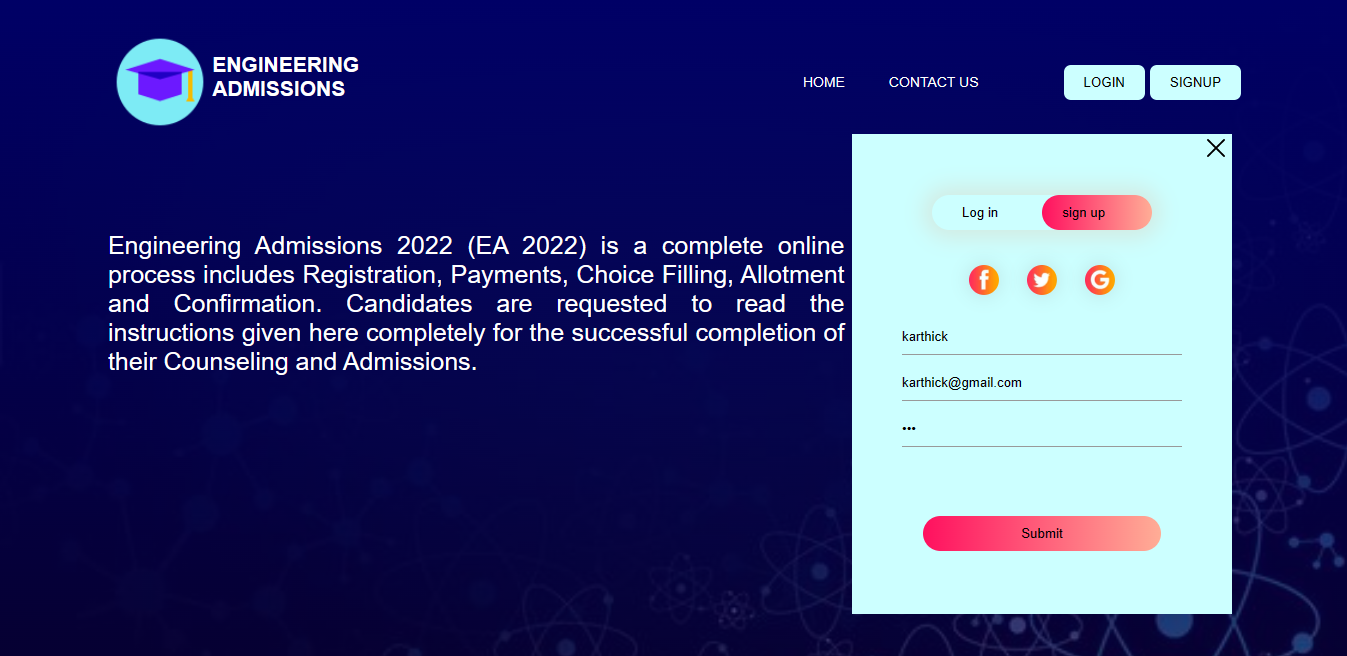 ENGINEERING
ADMISSIONS
HOME CONTACT US LOGIN SIGNUP
Engineering Admissions 2022 (EA 2022) is a complete online
process includes Registration, Payments, Choice Filling, Allotment
and Confirmation. Candidates are requested to read the
instructions given here completely for the successful completion of
their Counseling and Admissions.
Log in sign up
karthick
karthick@gmail.com
•••
Submit